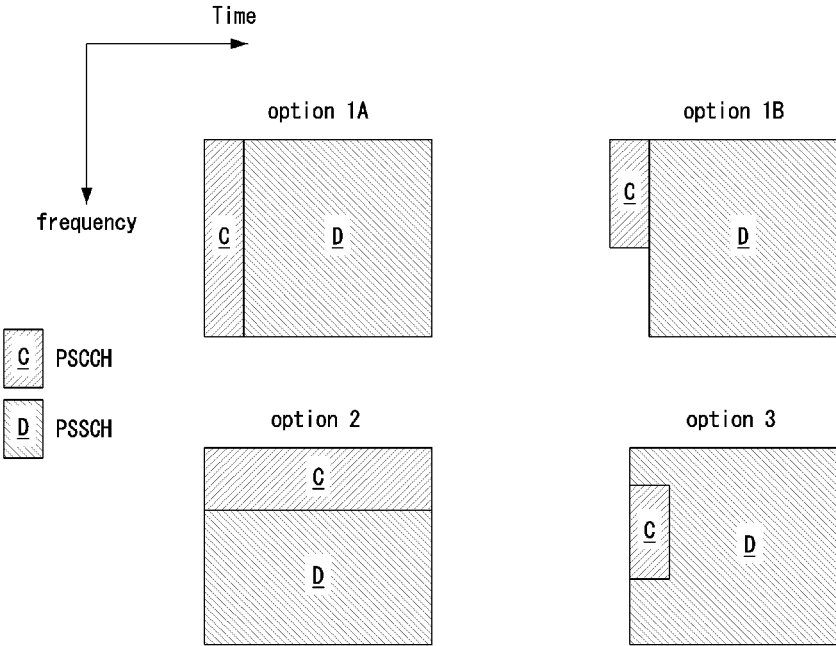 Time
frequency
option 1A
C
D
option 1B
C
D
C PSCCH
D PSSCH
option 2
C
D
option 3
C
D